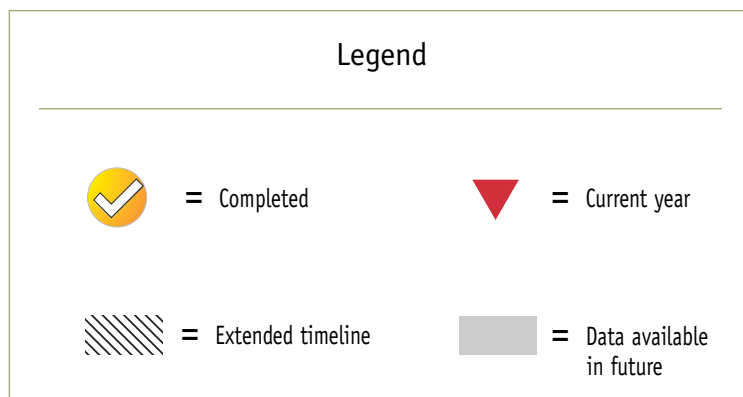 Legend
= Completed
= Current year
= Extended timeline
= Data available
in future